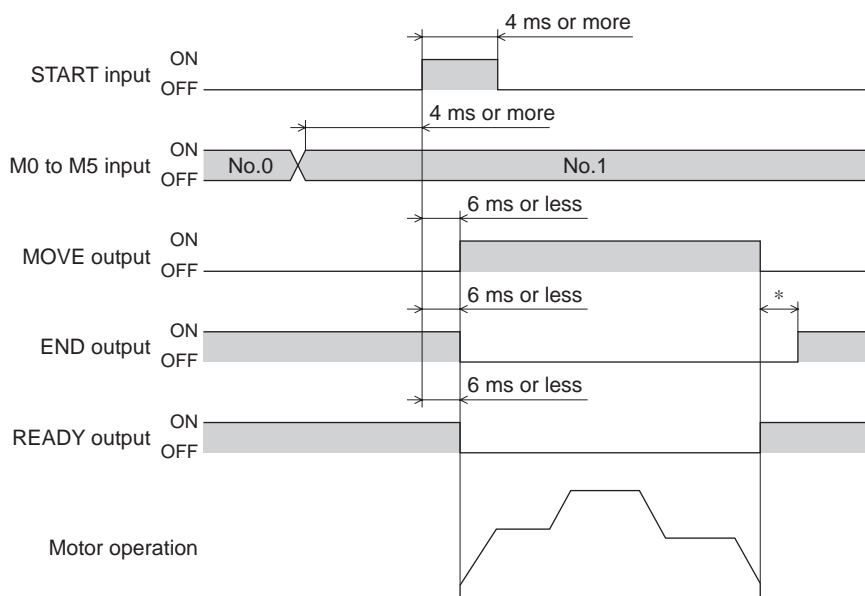 4 ms or more
START input
ON
OFF
4 ms or more
M0 to M5 input
ON
OFF
No.0
No.1
6 ms or less
MOVE output
ON
OFF
6 ms or less
*
END output
ON
OFF
6 ms or less
READY output
ON
OFF
Motor operation